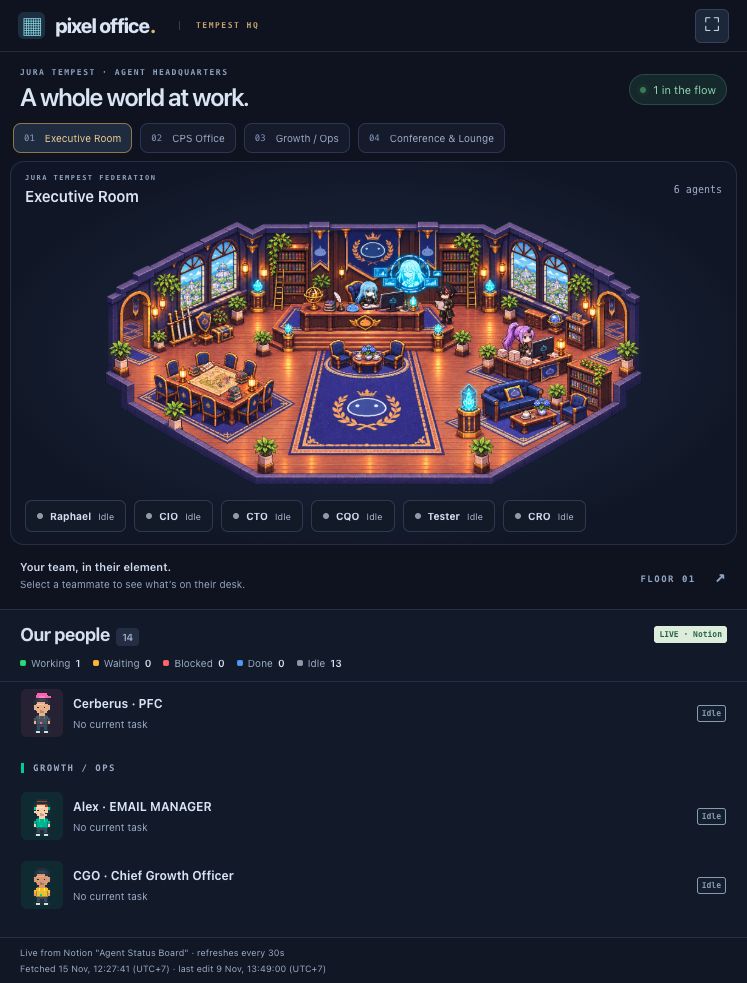 pixel office.
TEMPEST HQ
JURA TEMPEST · AGENT HEADQUARTERS
A whole world at work.
1 in the flow
01 Executive Room
02 CPS Office
03 Growth / Ops
04 Conference & Lounge
JURA TEMPEST FEDERATION
Executive Room
6 agents
Raphael Idle
CIO Idle
CTO Idle
CQO Idle
Tester Idle
CRO Idle
Your team, in their element.
Select a teammate to see what's on their desk.
FLOOR 01 ↗
Our people 14
LIVE · Notion
Working 1 Waiting 0 Blocked 0 Done 0 Idle 13
Cerberus · PFC
No current task
Idle
GROWTH / OPS
Alex · EMAIL MANAGER
No current task
Idle
CGO · Chief Growth Officer
No current task
Idle
Live from Notion "Agent Status Board" · refreshes every 30s
Fetched 15 Nov, 12:27:41 (UTC+7) · last edit 9 Nov, 13:49:00 (UTC+7)